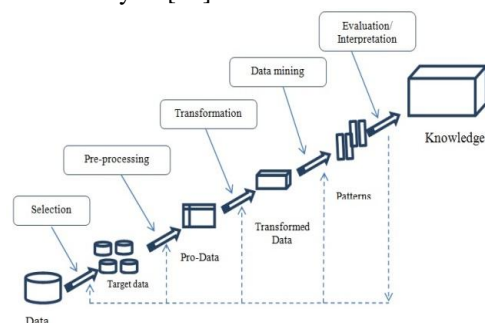 Evaluation/
Interpretation
Data mining
Knowledge
Transformation
Pre-processing
Patterns
Transformed
Data
Selection
Pro-Data
Target data
Data